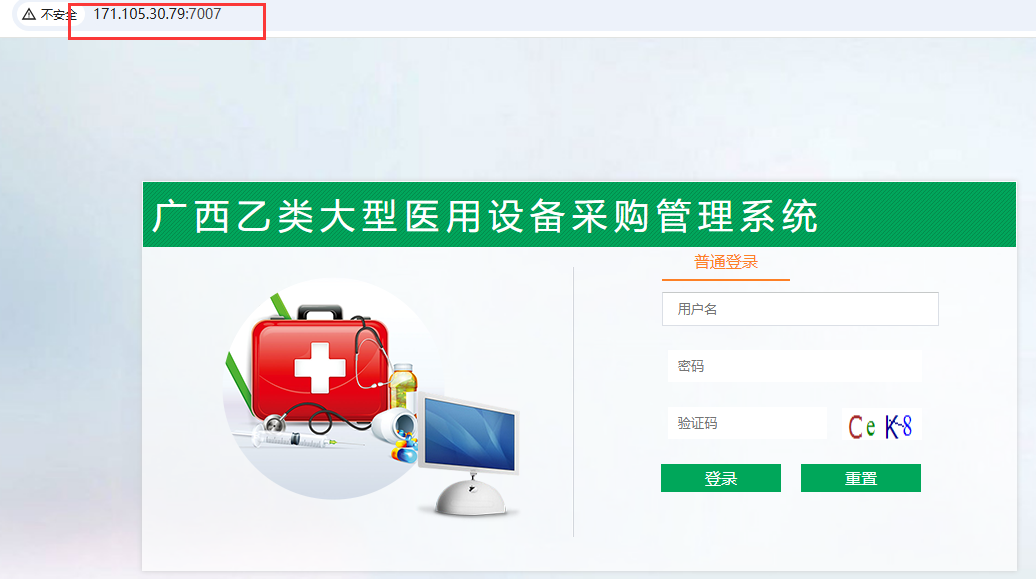 不安全 171.105.30.79:7007
广西乙类大型医用设备采购管理系统
普通登录
用户名
密码
验证码 CeK8
登录 重置